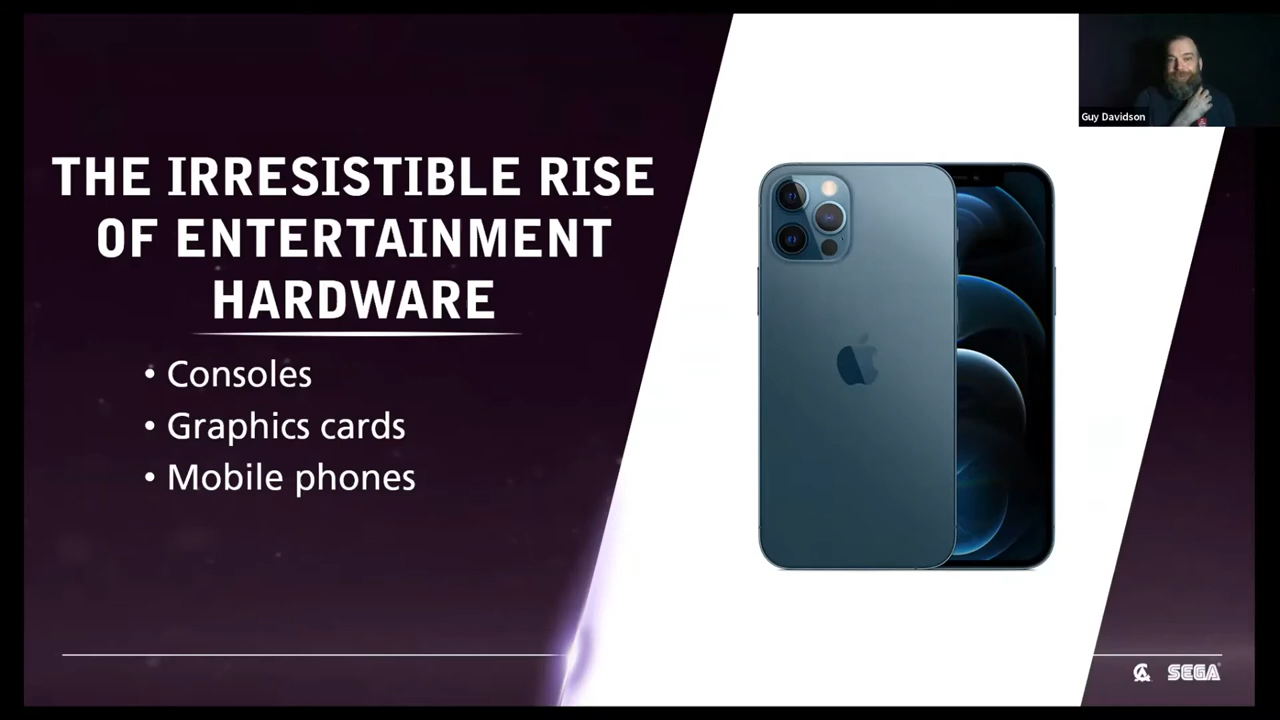 Guy Davidson
THE IRRESISTIBLE RISE
OF ENTERTAINMENT
HARDWARE
• Consoles
• Graphics cards
• Mobile phones
SEGA